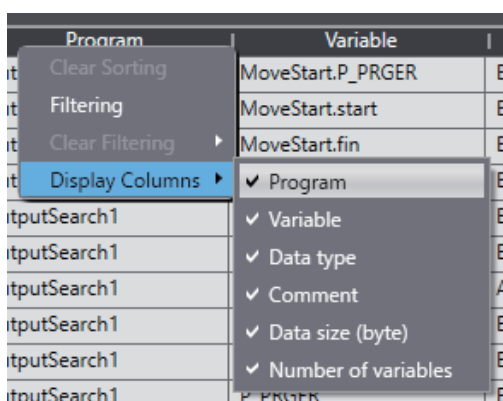 Program Variable
Clear Sorting
MoveStart.P_PRGER
Filtering
MoveStart.start
Clear Filtering
MoveStart.fin
Display Columns
Program
tputSearch1
Variable
tputSearch1
Data type
tputSearch1
Comment
tputSearch1
Data size (byte)
tputSearch1
Number of variables
tputSearch1
P_PRGER